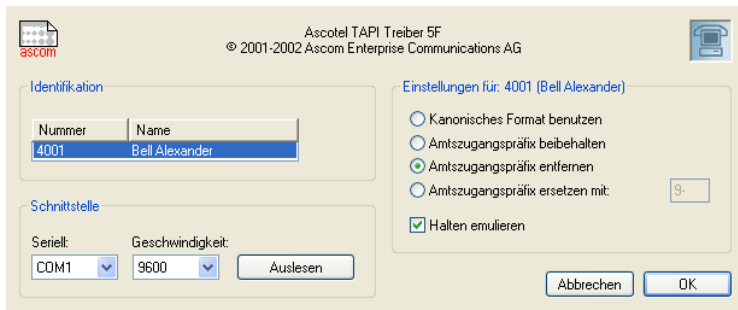 ascom
Ascotel TAPI Treiber 5F
© 2001-2002 Ascom Enterprise Communications AG
Identifikation
Nummer Name
4001 Bell Alexander
Schnittstelle
Seriell: Geschwindigkeit:
COM1 9600 Auslesen
Einstellungen für: 4001 (Bell Alexander)
Kanonisches Format benutzen
Amtszugangspräfix beibehalten
Amtszugangspräfix entfernen
Amtszugangspräfix ersetzen mit: 9-
Halten emulieren
Abbrechen OK